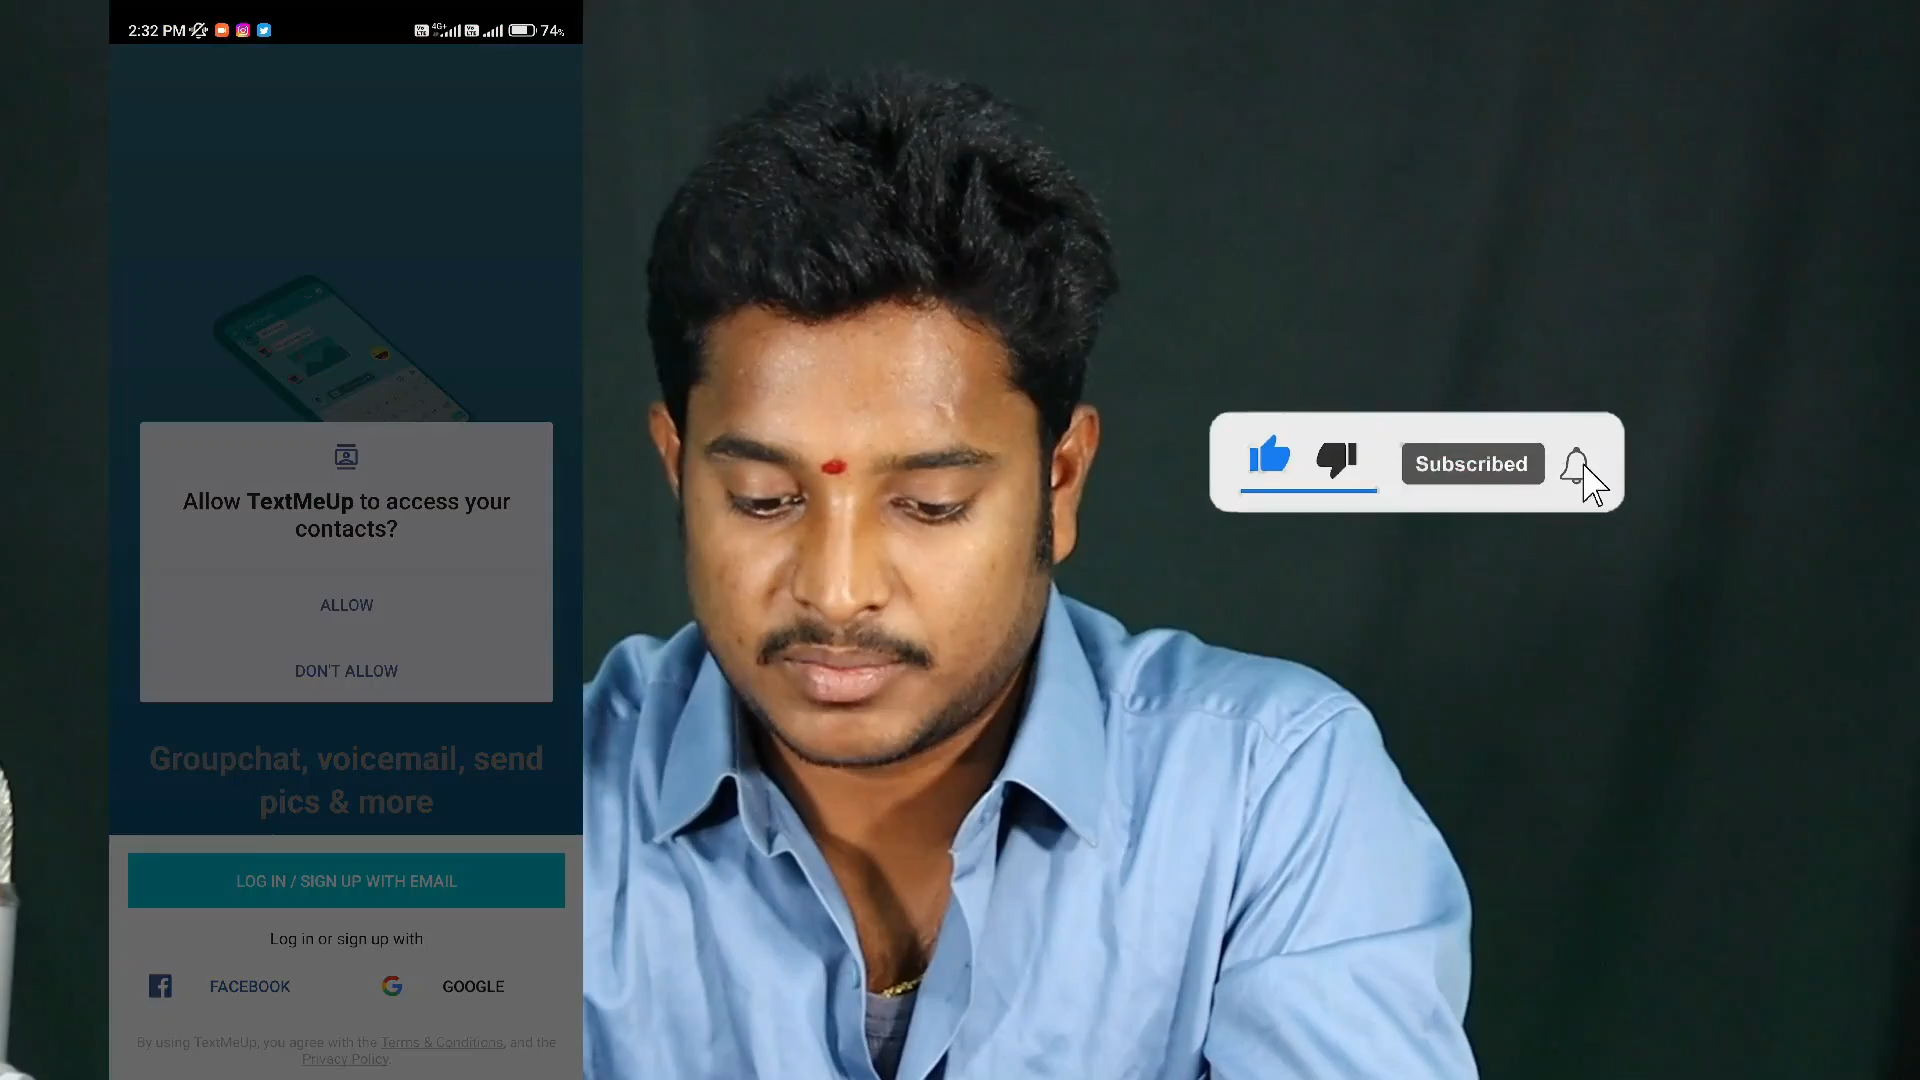 2:32 PM
4G+
74%
Allow TextMeUp to access your
contacts?
ALLOW
DON'T ALLOW
Groupchat, voicemail, send
pics & more
LOG IN / SIGN UP WITH EMAIL
Log in or sign up with
FACEBOOK
GOOGLE
By using TextMeUp, you agree with the Terms & Conditions, and the
Privacy Policy.
Subscribed